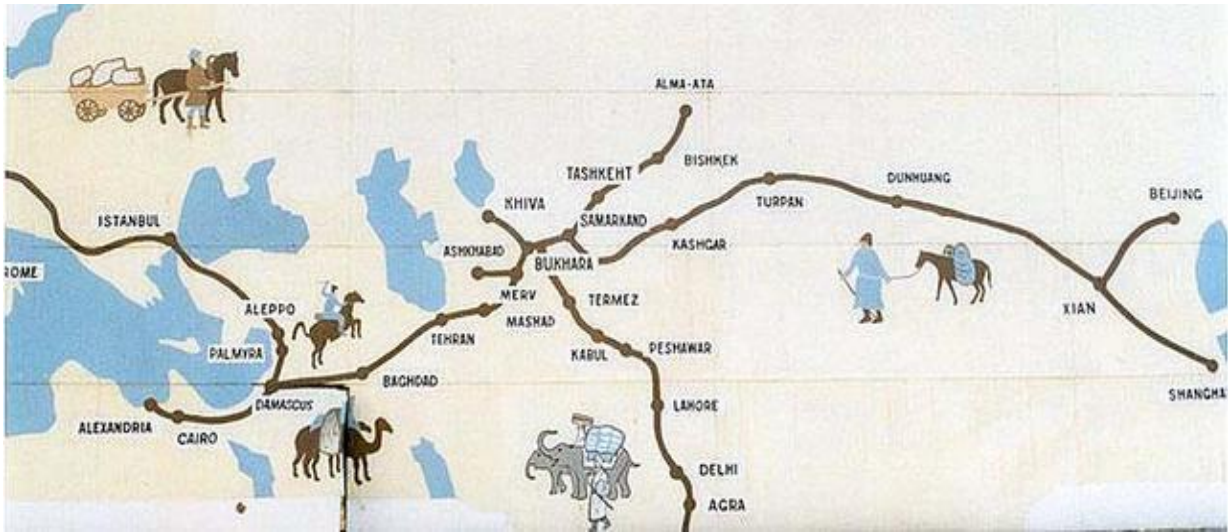 ALMA-ATA
BISHKEK
TASHKEHT
DUNHUANG
BEIJING
TURPAN
KHIVA
SAMARKAND
ISTANBUL
KASHGAR
ASHKHABAD
BUKHARA
ROME
MERV
TERMEZ
XIAN
ALEPPO
MASHAD
TEHRAN
PALMYRA
KABUL
PESHAWAR
BAGHDAD
SHANGHA
DAMASCUS
LAHORE
ALEXANDRIA
CAIRO
DELHI
AGRA